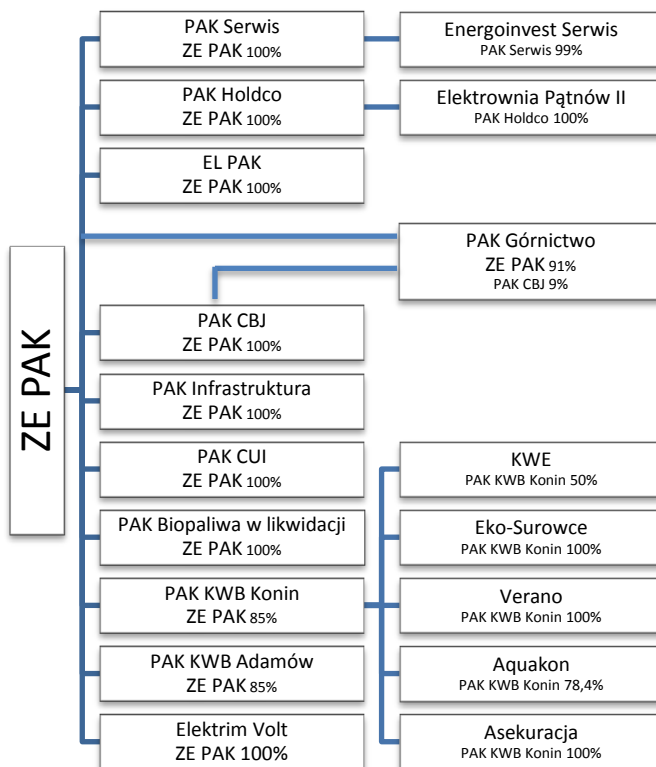 ZE PAK
PAK Serwis
ZE PAK 100%
Energoinvest Serwis
PAK Serwis 99%
PAK Holdco
ZE PAK 100%
Elektrownia Pątnów II
PAK Holdco 100%
EL PAK
ZE PAK 100%
PAK Górnictwo
ZE PAK 91%
PAK CBJ 9%
PAK CBJ
ZE PAK 100%
PAK Infrastruktura
ZE PAK 100%
PAK CUI
ZE PAK 100%
KWE
PAK KWB Konin 50%
PAK Biopaliwa w likwidacji
ZE PAK 100%
Eko-Surowce
PAK KWB Konin 100%
PAK KWB Konin
ZE PAK 85%
Verano
PAK KWB Konin 100%
PAK KWB Adamów
ZE PAK 85%
Aquakon
PAK KWB Konin 78,4%
Elektrim Volt
ZE PAK 100%
Asekuracja
PAK KWB Konin 100%